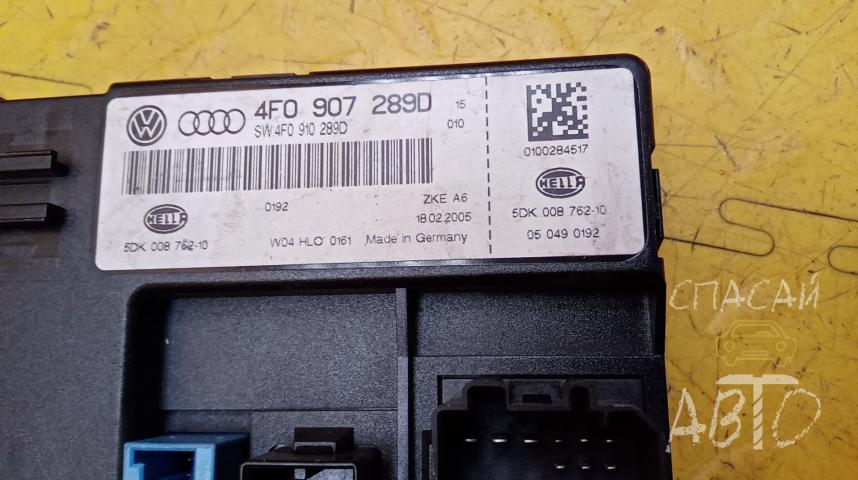 4F0 907 289D
SW 4F0 910 289D
15
010
0192
ZKE A6
18.02.2005
HELLA
5DK 008 762-10
W04 HLO 0161
Made in Germany
0100284517
HELLA
5DK 008 762-10
05 049 0192
СПАСАЙ
АВТО